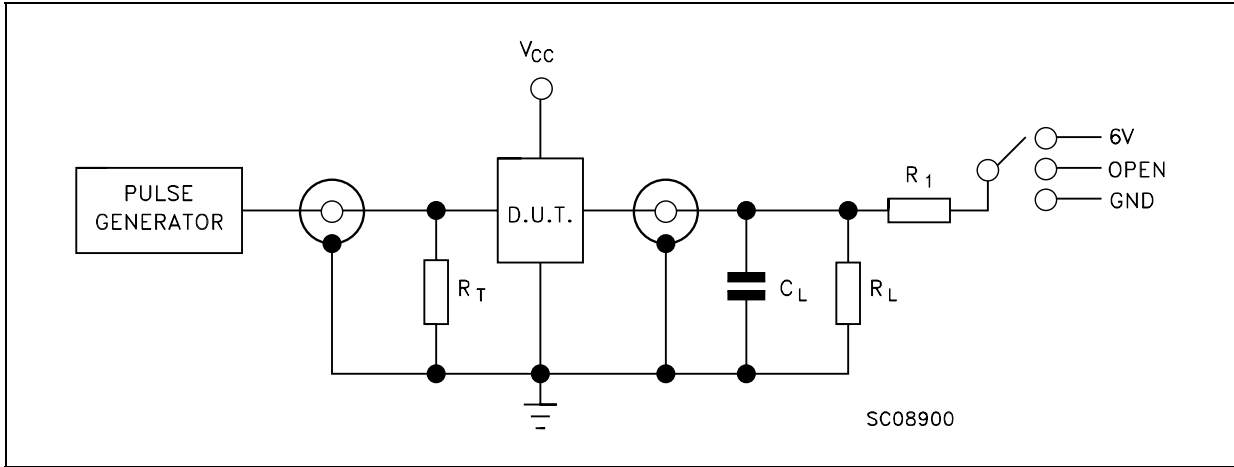 VCC
PULSE
GENERATOR
D.U.T.
RT
CL
RL
R1
6V
OPEN
GND
SC08900